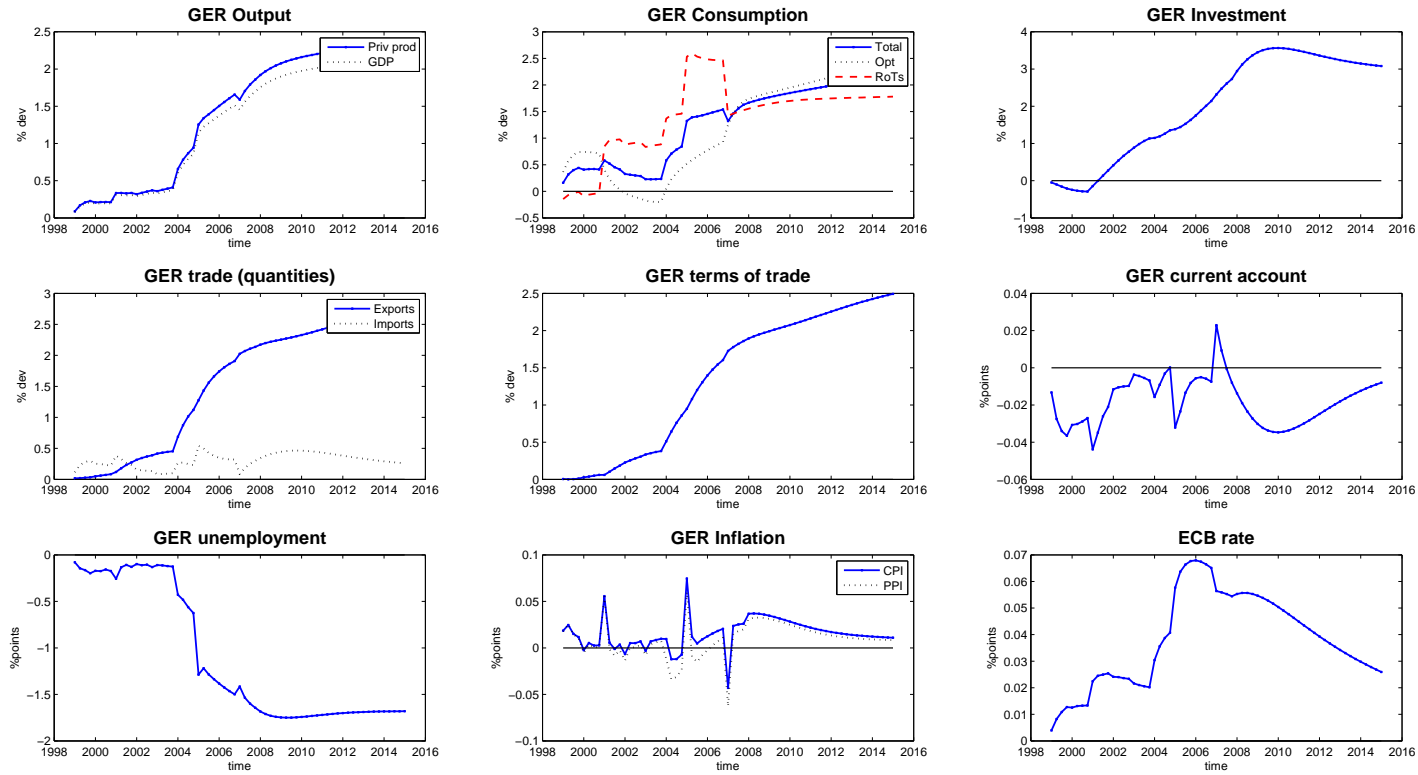 GER Output
2.5
2
1.5
1
0.5
0
% dev
Priv prod
GDP
1998 2000 2002 2004 2006 2008 2010 2012 2014 2016
time
GER Consumption
2.5
2
1.5
1
0.5
0
−0.5
% dev
Total
Opt
RoTs
1998 2000 2002 2004 2006 2008 2010 2012 2014 2016
time
GER Investment
4
3
2
1
0
−1
% dev
1998 2000 2002 2004 2006 2008 2010 2012 2014 2016
time
GER trade (quantities)
3
2.5
2
1.5
1
0.5
0
% dev
Exports
Imports
1998 2000 2002 2004 2006 2008 2010 2012 2014 2016
time
GER terms of trade
2.5
2
1.5
1
0.5
0
% dev
1998 2000 2002 2004 2006 2008 2010 2012 2014 2016
time
GER current account
0.04
0.02
0
−0.02
−0.04
−0.06
%points
1998 2000 2002 2004 2006 2008 2010 2012 2014 2016
time
GER unemployment
0
−0.5
−1
−1.5
−2
%points
1998 2000 2002 2004 2006 2008 2010 2012 2014 2016
time
GER Inflation
0.1
0.05
0
−0.05
−0.1
%points
CPI
PPI
1998 2000 2002 2004 2006 2008 2010 2012 2014 2016
time
ECB rate
0.07
0.06
0.05
0.04
0.03
0.02
0.01
0
%points
1998 2000 2002 2004 2006 2008 2010 2012 2014 2016
time